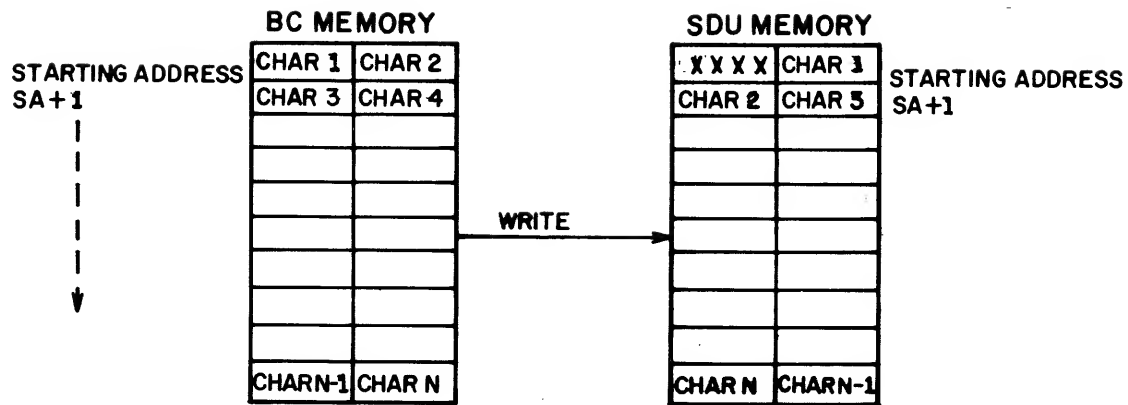 BC MEMORY
SDU MEMORY
STARTING ADDRESS
SA+1
CHAR 1 CHAR 2
CHAR 3 CHAR 4
CHARN-1 CHAR N
WRITE
X X X X CHAR 1
CHAR 2 CHAR 3
CHAR N CHARN-1
STARTING ADDRESS
SA+1